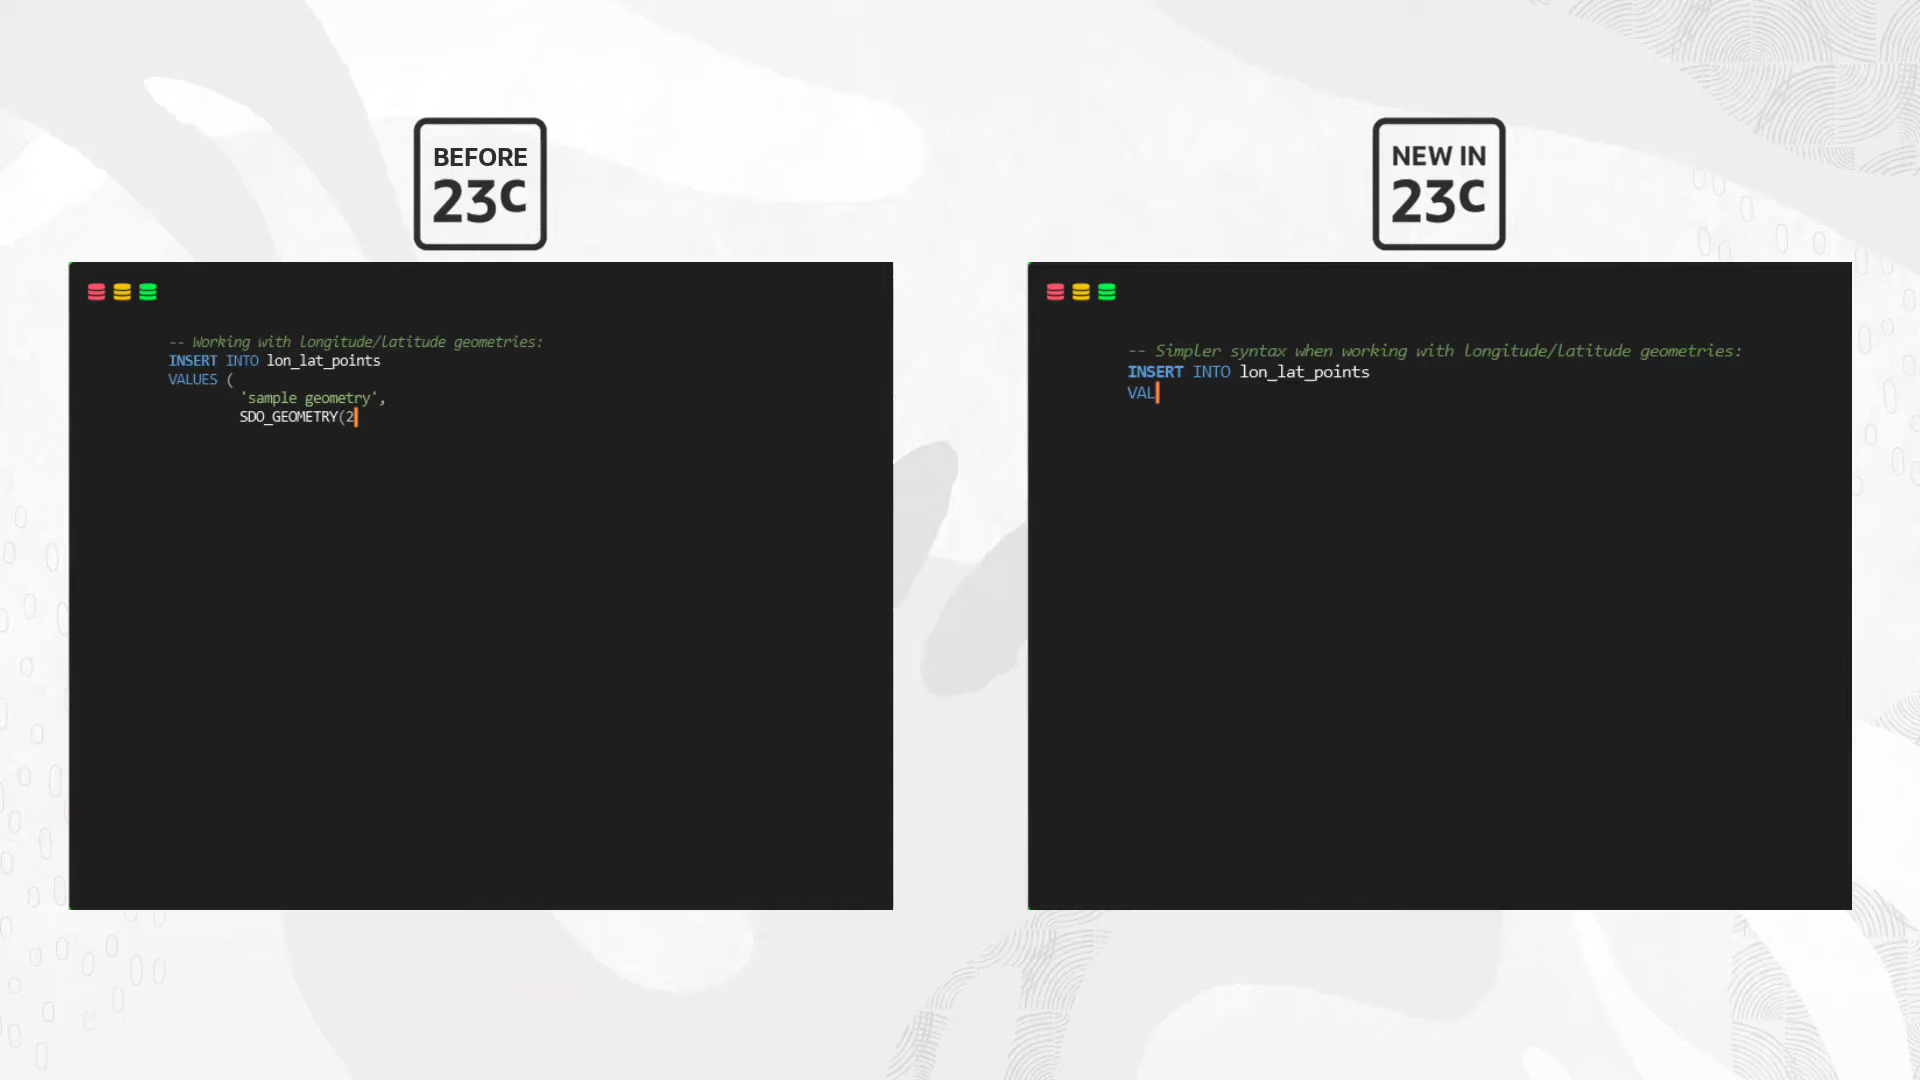 BEFORE
23c
-- Working with longitude/latitude geometries:
INSERT INTO lon_lat_points
VALUES (
'sample geometry',
SDO_GEOMETRY(2
NEW IN
23c
-- Simpler syntax when working with longitude/latitude geometries:
INSERT INTO lon_lat_points
VAL